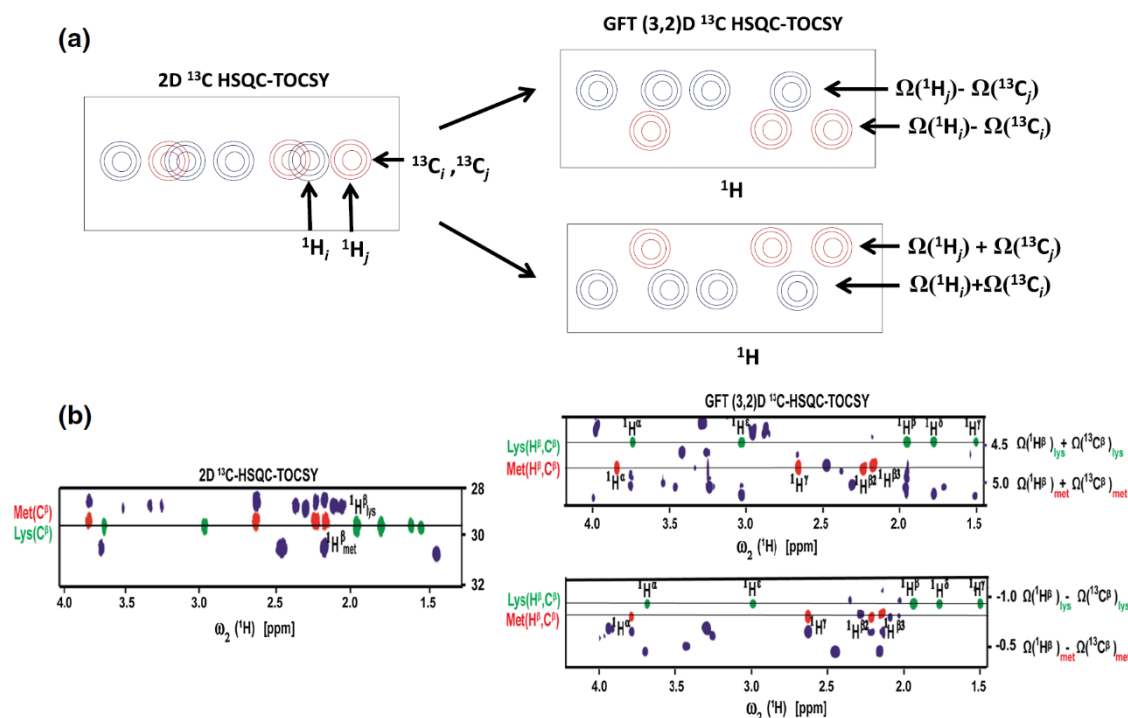 (a)
2D ¹³C HSQC-TOCSY
¹³Cᵢ ,¹³Cⱼ
¹Hᵢ
¹Hⱼ
GFT (3,2)D ¹³C HSQC-TOCSY
Ω(¹Hⱼ)- Ω(¹³Cⱼ)
Ω(¹Hᵢ)- Ω(¹³Cᵢ)
¹H
Ω(¹Hⱼ) + Ω(¹³Cⱼ)
Ω(¹Hᵢ)+Ω(¹³Cᵢ)
¹H
(b)
2D ¹³C-HSQC-TOCSY
Met(Cᵝ)
Lys(Cᵝ)
¹Hᵝlys
¹Hᵝmet
28
30
32
4.0 3.5 3.0 2.5 2.0 1.5
ω₂ (¹H) [ppm]
GFT (3,2)D ¹³C-HSQC-TOCSY
¹Hᵅ ¹Hᵋ ¹Hᵝ ¹Hᵟ ¹Hᵞ
Lys(Hᵝ,Cᵝ)
4.5 Ω(¹Hᵝ)lys + Ω(¹³Cᵝ)lys
Met(Hᵝ,Cᵝ)
¹Hᵅ ¹Hᵞ ¹Hᵝ² ¹Hᵝ³
5.0 Ω(¹Hᵝ)met + Ω(¹³Cᵝ)met
4.0 3.5 3.0 2.5 2.0 1.5
ω₂ (¹H) [ppm]
¹Hᵅ ¹Hᵋ ¹Hᵝ ¹Hᵟ ¹Hᵞ
Lys(Hᵝ,Cᵝ)
-1.0 Ω(¹Hᵝ)lys - Ω(¹³Cᵝ)lys
Met(Hᵝ,Cᵝ)
¹Hᵅ ¹Hᵞ ¹Hᵝ² ¹Hᵝ³
-0.5 Ω(¹Hᵝ)met - Ω(¹³Cᵝ)met
4.0 3.5 3.0 2.5 2.0 1.5
ω₂ (¹H) [ppm]